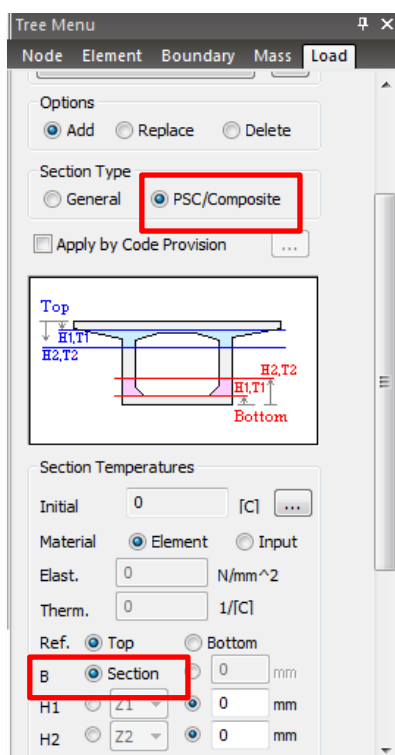 Tree Menu
Node Element Boundary Mass Load
Options
Add Replace Delete
Section Type
General PSC/Composite
Apply by Code Provision ...
Top
H1,T1
H2,T2
H2,T2
H1,T1
Bottom
Section Temperatures
Initial 0 [C] ...
Material Element Input
Elast. 0 N/mm^2
Therm. 0 1/[C]
Ref. Top Bottom
B Section 0 mm
H1 Z1 0 mm
H2 Z2 0 mm